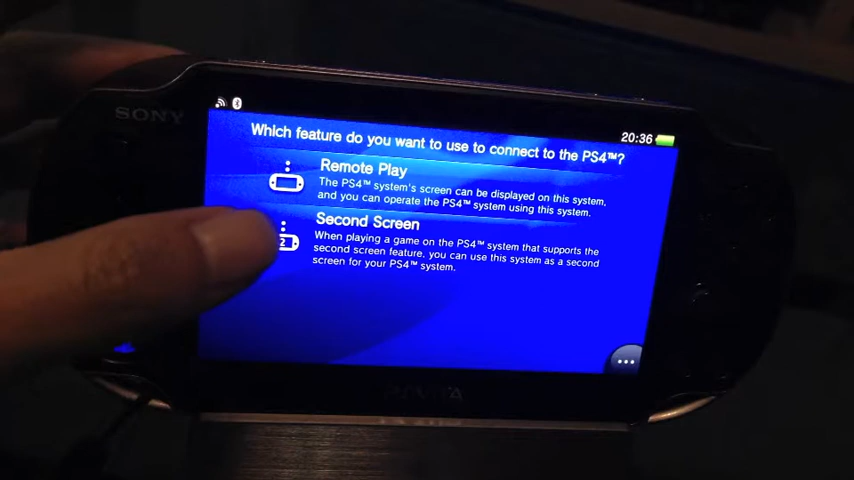 SONY
20:36
Which feature do you want to use to connect to the PS4™?
Remote Play
The PS4™ system's screen can be displayed on this system,
and you can operate the PS4™ system using this system.
Second Screen
2
When playing a game on the PS4™ system that supports the
second screen feature, you can use this system as a second
screen for your PS4™ system.
PSVITA